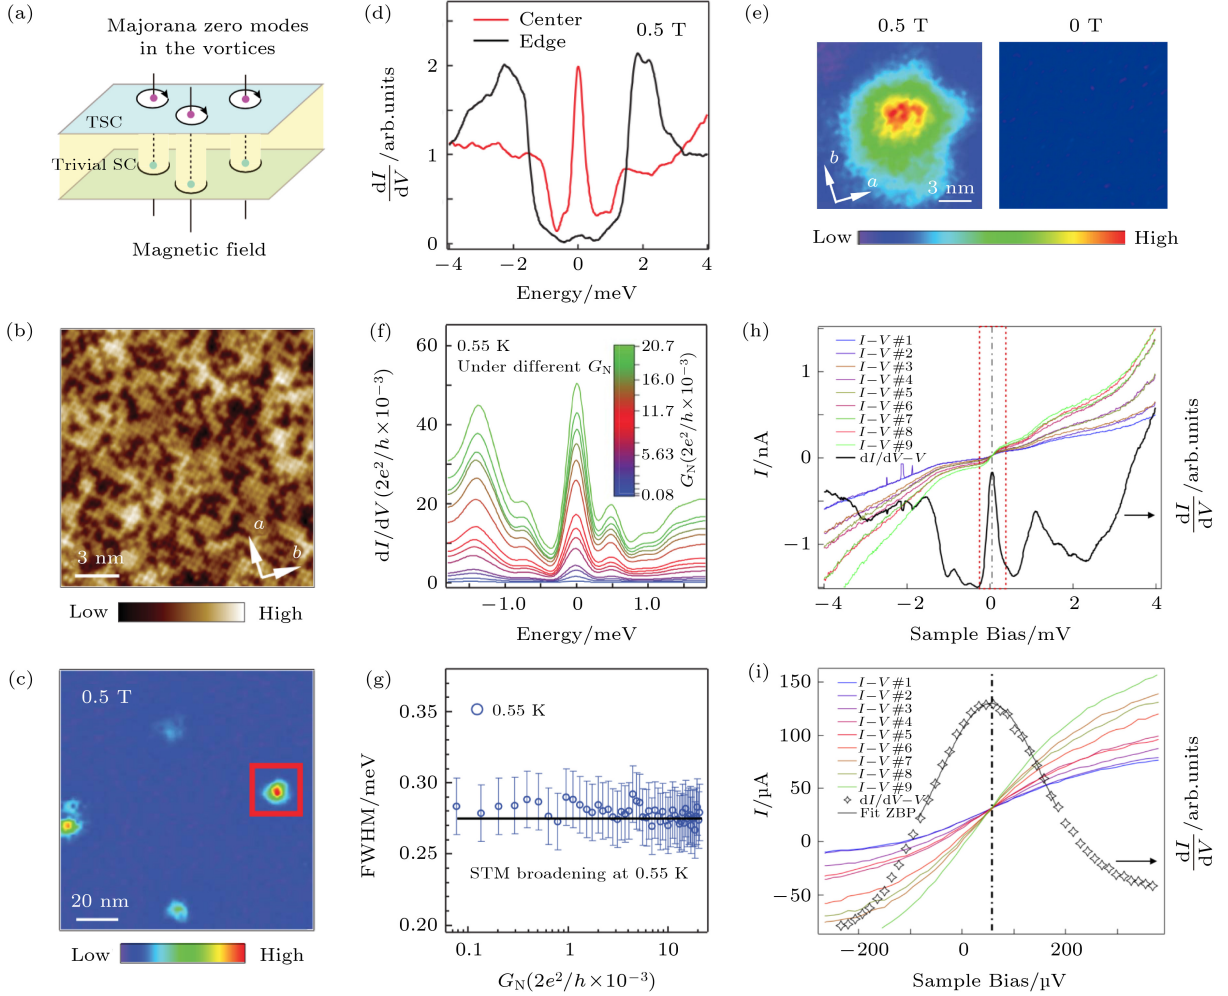 (a)
Majorana zero modes
in the vortices
TSC
Trivial SC
Magnetic field
(b)
a
b
3 nm
Low
High
(c)
0.5 T
20 nm
Low
High
(d)
Center
Edge
0.5 T
2
1
0
dI/dV /arb.units
−4
−2
0
2
4
Energy/meV
(e)
0.5 T
0 T
b
a
3 nm
Low
High
(f)
0.55 K
Under different G_N
60
40
20
0
dI/dV (2e²/h×10⁻³)
20.7
16.0
11.7
5.63
0.08
G_N(2e²/h×10⁻³)
−1.0
0
1.0
Energy/meV
(g)
0.55 K
0.35
0.30
0.25
0.20
FWHM/meV
STM broadening at 0.55 K
0.1
1
10
G_N(2e²/h×10⁻³)
(h)
I−V#1
I−V#2
I−V#3
I−V#4
I−V#5
I−V#6
I−V#7
I−V#8
I−V#9
dI/dV−V
1
0
−1
I/nA
dI/dV /arb.units
−4
−2
0
2
4
Sample Bias/mV
(i)
I−V#1
I−V#2
I−V#3
I−V#4
I−V#5
I−V#6
I−V#7
I−V#8
I−V#9
dI/dV−V
Fit ZBP
150
100
50
0
−50
I/µA
dI/dV /arb.units
−200
0
200
Sample Bias/µV